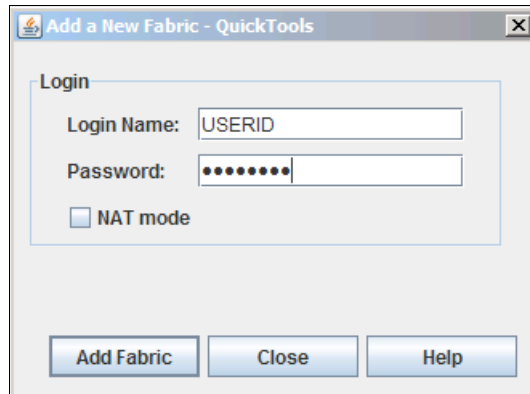 Add a New Fabric - QuickTools
Login
Login Name: USERID
Password: ●●●●●●●●
NAT mode
Add Fabric Close Help